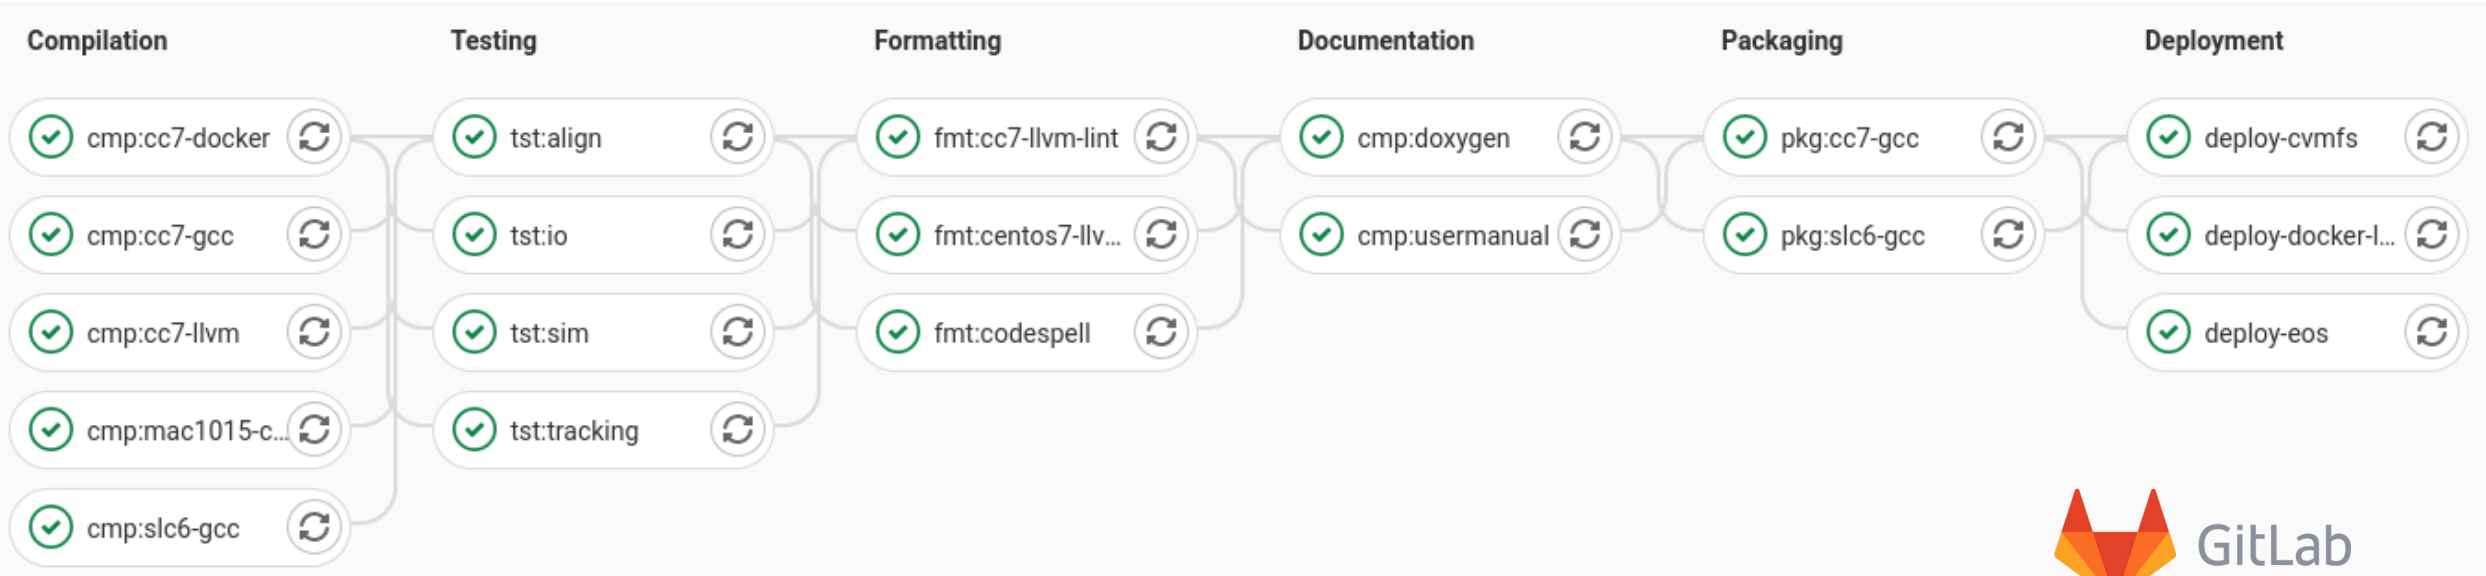 Compilation
Testing
Formatting
Documentation
Packaging
Deployment
cmp:cc7-docker
tst:align
fmt:cc7-llvm-lint
cmp:doxygen
pkg:cc7-gcc
deploy-cvmfs
cmp:cc7-gcc
tst:io
fmt:centos7-llv...
cmp:usermanual
pkg:slc6-gcc
deploy-docker-l...
cmp:cc7-llvm
tst:sim
fmt:codespell
deploy-eos
cmp:mac1015-c...
tst:tracking
cmp:slc6-gcc
GitLab